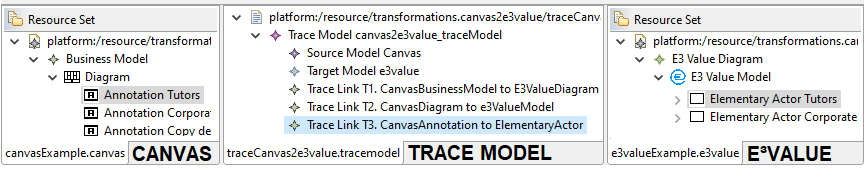 Resource Set
platform:/resource/transformat
Business Model
Diagram
Annotation Tutors
Annotation Corporate
Annotation Copy de
canvasExample.canvas
CANVAS
platform:/resource/transformations.canvas2e3value/traceCanv
Trace Model canvas2e3value_traceModel
Source Model Canvas
Target Model e3value
Trace Link T1. CanvasBusinessModel to E3ValueDiagram
Trace Link T2. CanvasDiagram to e3ValueModel
Trace Link T3. CanvasAnnotation to ElementaryActor
traceCanvas2e3value.tracemodel
TRACE MODEL
Resource Set
platform:/resource/transformations.ca
E3 Value Diagram
E3 Value Model
Elementary Actor Tutors
Elementary Actor Corporate
e3valueExample.e3value
E³VALUE